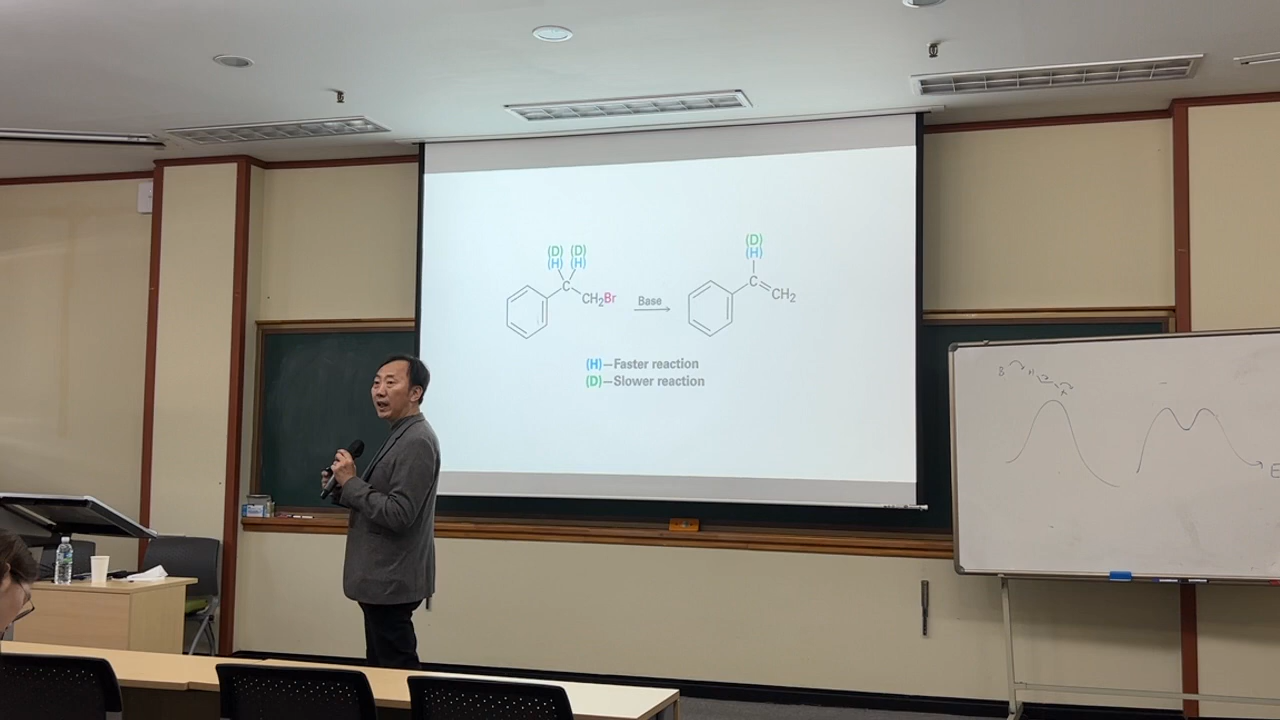 (D) (D)
(H) (H)
C
CH₂Br
Base
(D)
(H)
C
CH₂
(H)—Faster reaction
(D)—Slower reaction
B